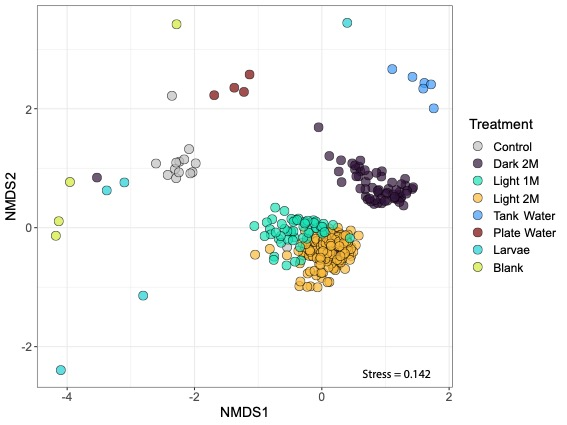 NMDS2
2
0
-2
-4
-2
0
2
NMDS1
Stress = 0.142
Treatment
Control
Dark 2M
Light 1M
Light 2M
Tank Water
Plate Water
Larvae
Blank